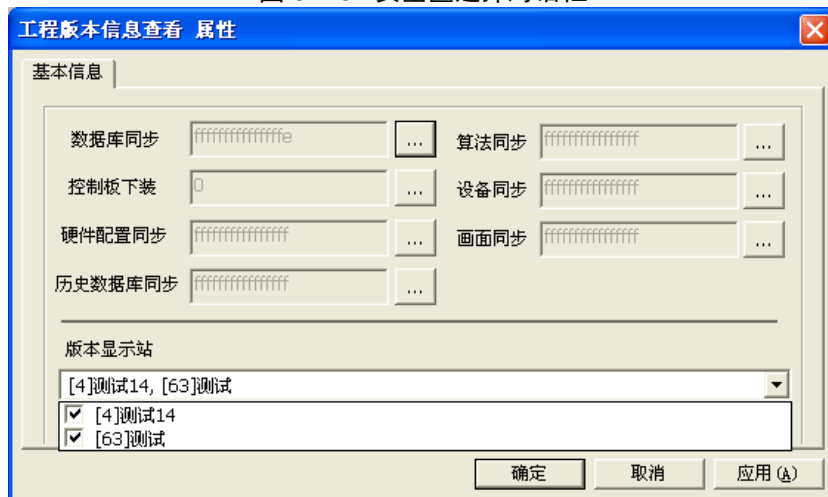 工程版本信息查看 属性
基本信息
数据库同步 fffffffffffffffe ... 算法同步 ffffffffffffffff ...
控制板下装 0 ... 设备同步 ffffffffffffffff ...
硬件配置同步 ffffffffffffffff ... 画面同步 ffffffffffffffff ...
历史数据库同步 ffffffffffffffff ...
版本显示站
[4]测试14, [63]测试
[4]测试14
[63]测试
确定 取消 应用(A)